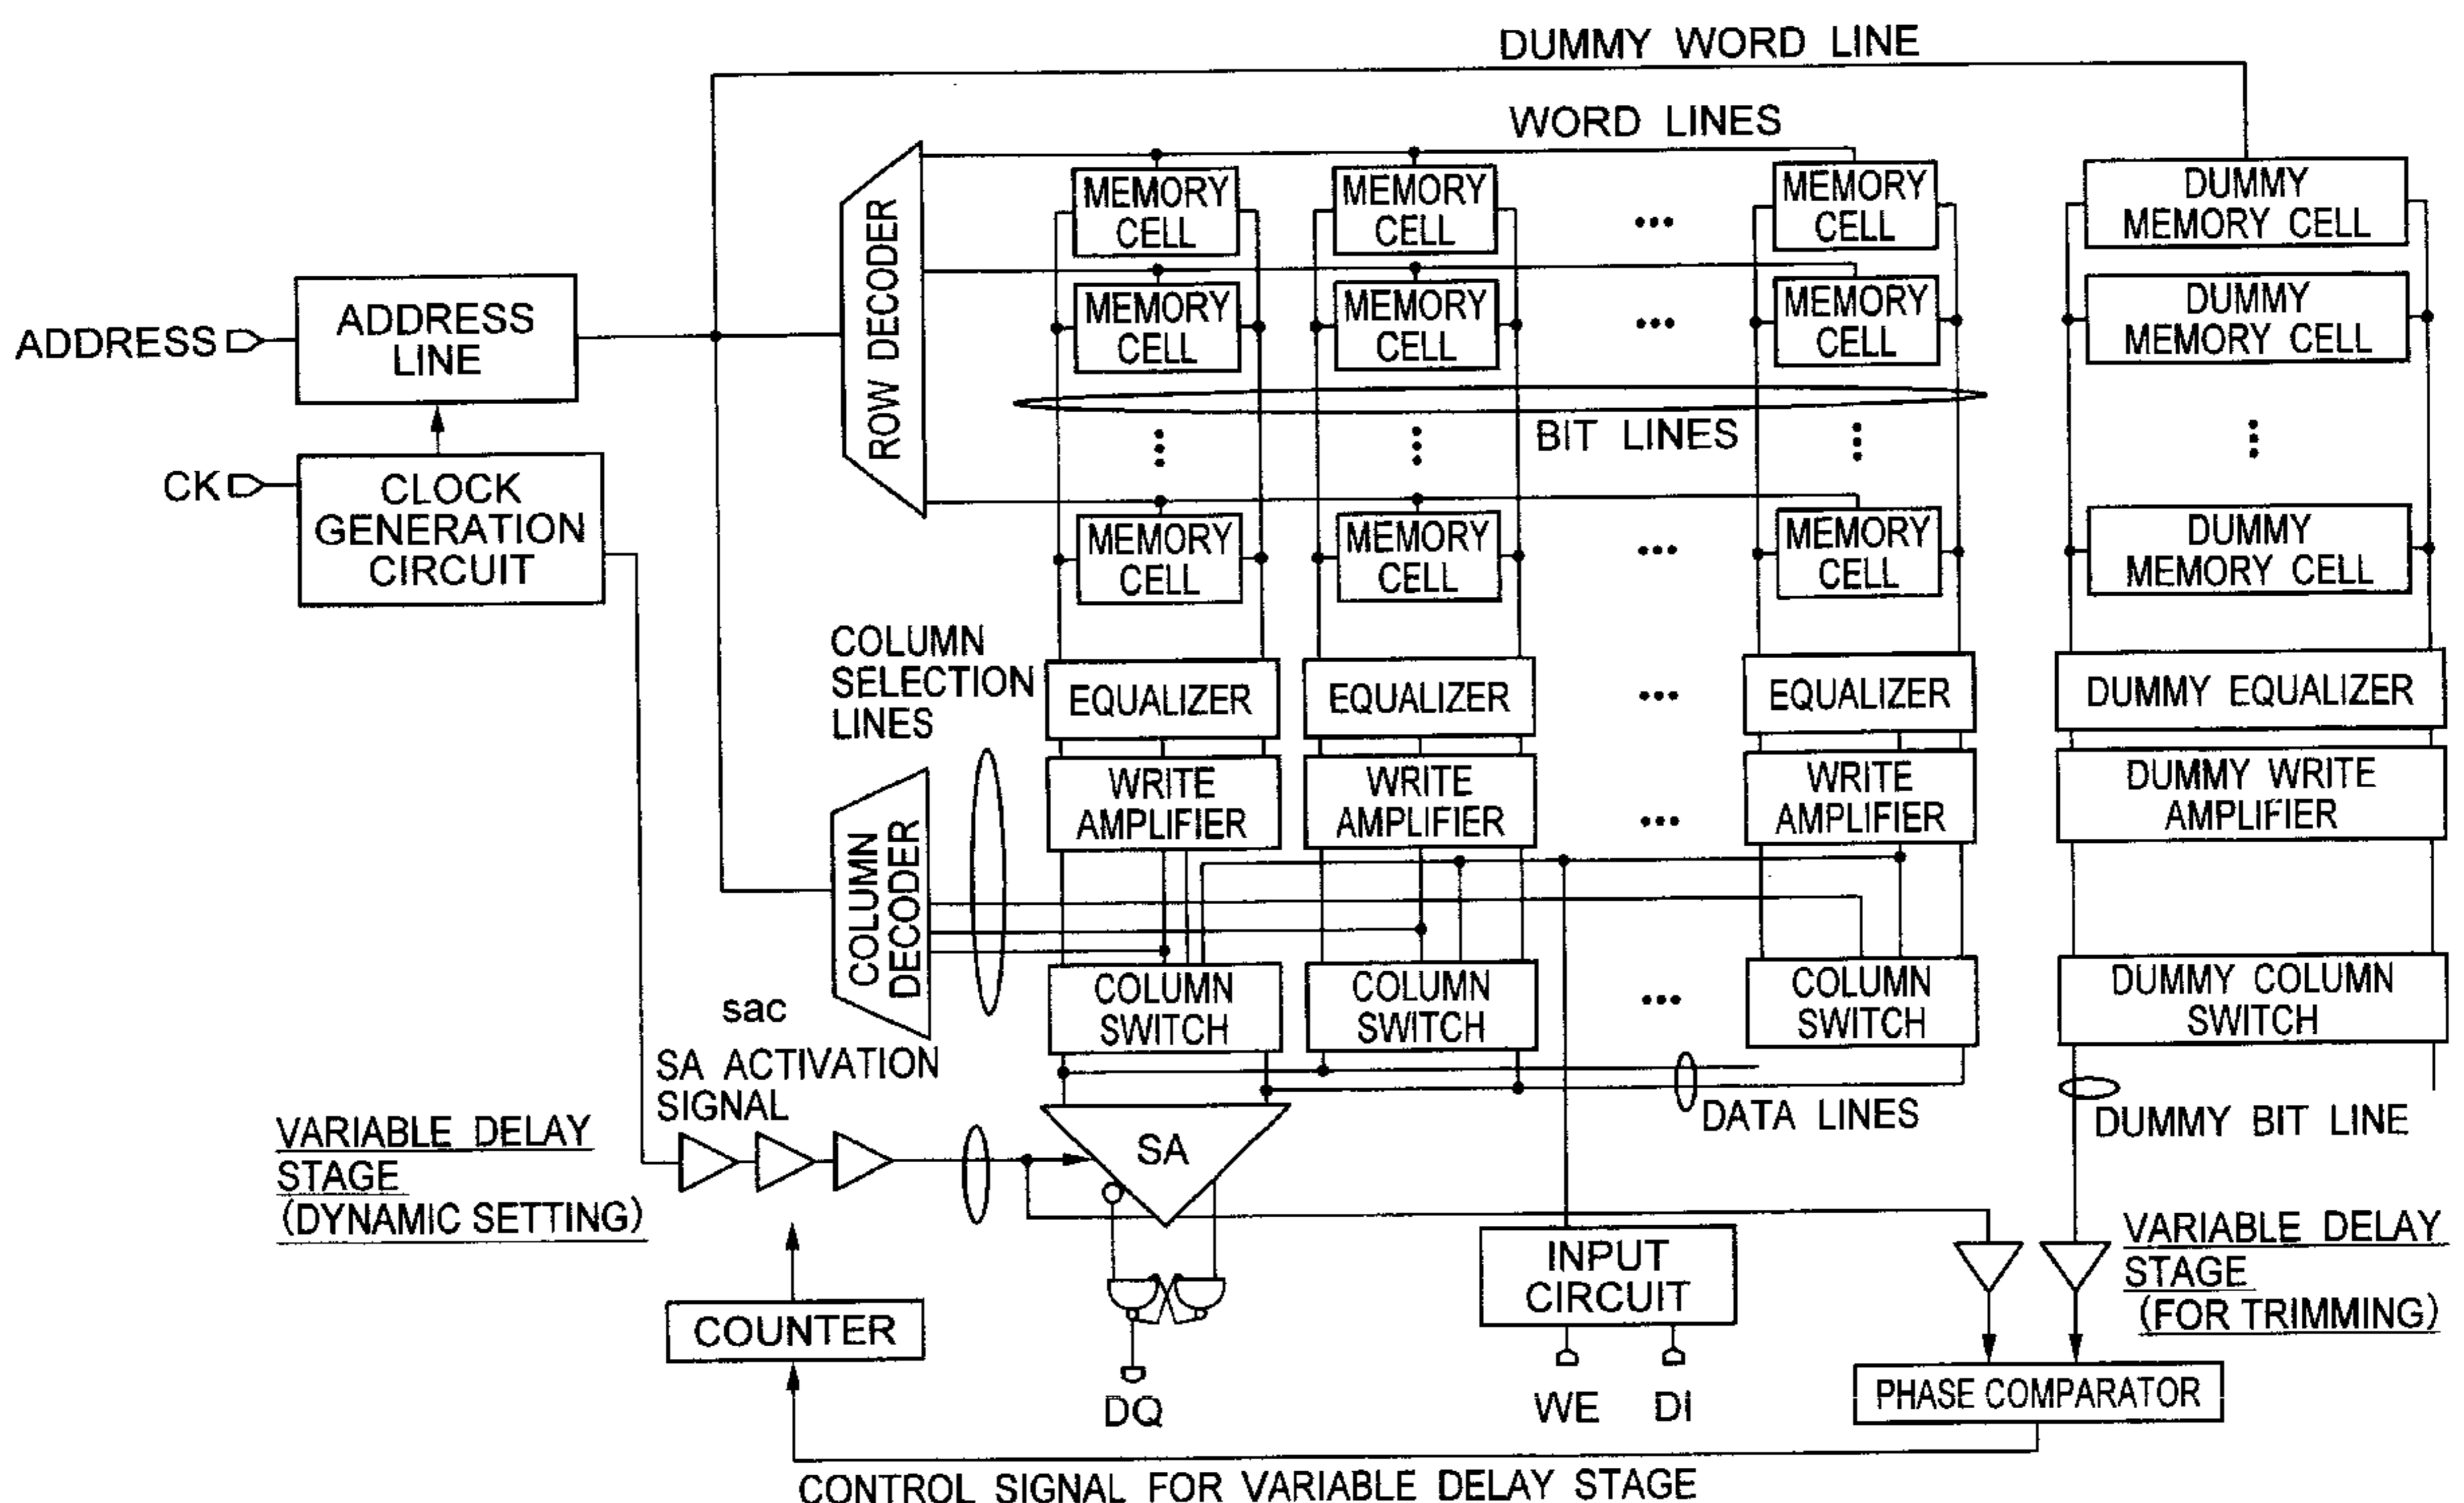 DUMMY WORD LINE
WORD LINES
ROW DECODER
MEMORY
CELL
MEMORY
CELL
...
MEMORY
CELL
DUMMY
MEMORY CELL
ADDRESS
ADDRESS
LINE
MEMORY
CELL
MEMORY
CELL
...
MEMORY
CELL
DUMMY
MEMORY CELL
BIT LINES
CK
CLOCK
GENERATION
CIRCUIT
MEMORY
CELL
MEMORY
CELL
...
MEMORY
CELL
DUMMY
MEMORY CELL
COLUMN
SELECTION
LINES
EQUALIZER
EQUALIZER
...
EQUALIZER
DUMMY EQUALIZER
WRITE
AMPLIFIER
WRITE
AMPLIFIER
...
WRITE
AMPLIFIER
DUMMY WRITE
AMPLIFIER
COLUMN
DECODER
COLUMN
SWITCH
COLUMN
SWITCH
...
COLUMN
SWITCH
DUMMY COLUMN
SWITCH
sac
SA ACTIVATION
SIGNAL
DATA LINES
DUMMY BIT LINE
VARIABLE DELAY
STAGE
(DYNAMIC SETTING)
SA
INPUT
CIRCUIT
VARIABLE DELAY
STAGE
(FOR TRIMMING)
COUNTER
DQ
WE
DI
PHASE COMPARATOR
CONTROL SIGNAL FOR VARIABLE DELAY STAGE